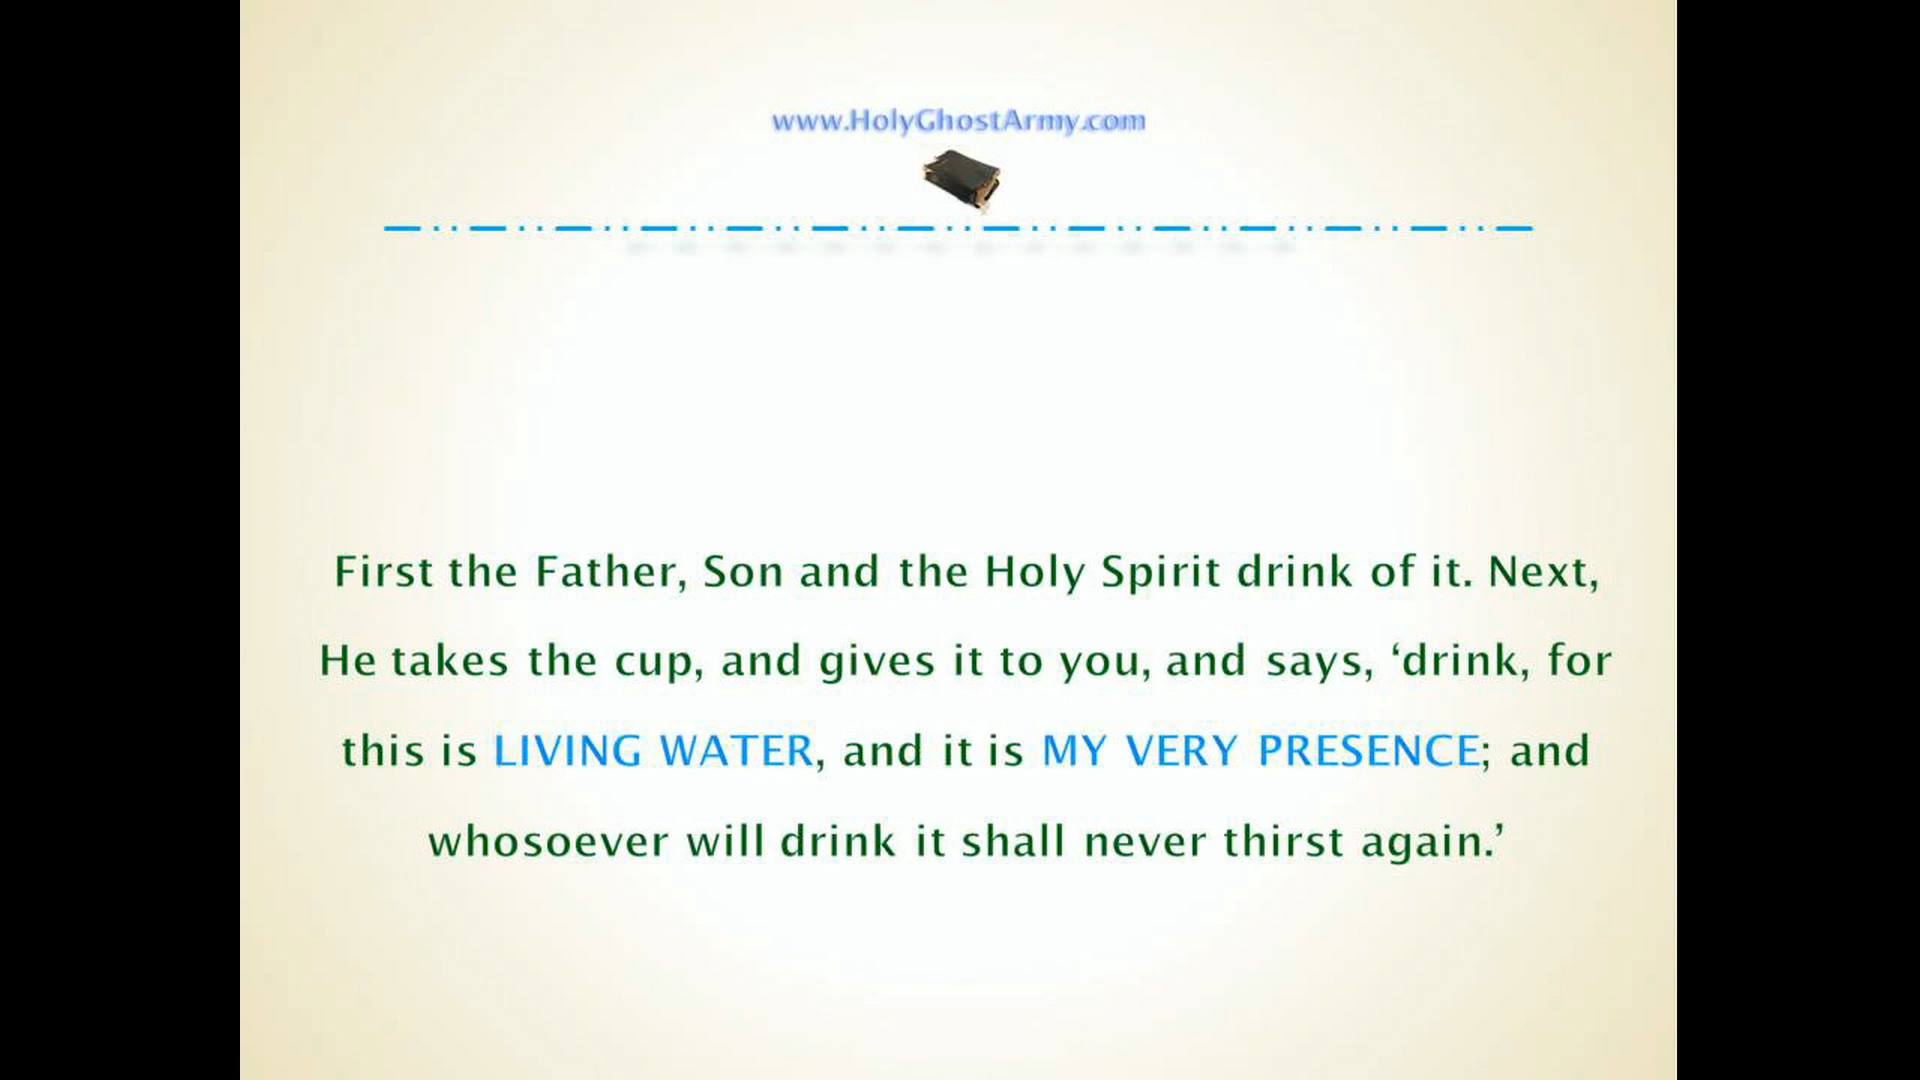 www.HolyGhostArmy.com
First the Father, Son and the Holy Spirit drink of it. Next,
He takes the cup, and gives it to you, and says, ‘drink, for
this is LIVING WATER, and it is MY VERY PRESENCE; and
whosoever will drink it shall never thirst again.’